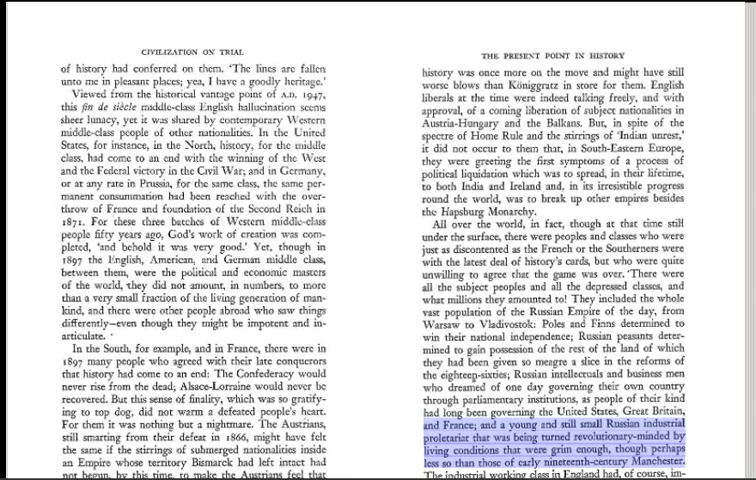 CIVILIZATION ON TRIAL
of history had conferred on them. 'The lines are fallen
unto me in pleasant places; yea, I have a goodly heritage.'
Viewed from the historical vantage point of A.D. 1947,
this fin de siècle middle-class English hallucination seems
sheer lunacy, yet it was shared by contemporary Western
middle-class people of other nationalities. In the United
States, for instance, in the North, history, for the middle
class, had come to an end with the winning of the West
and the Federal victory in the Civil War; and in Germany,
or at any rate in Prussia, for the same class, the same per-
manent consummation had been reached with the over-
throw of France and foundation of the Second Reich in
1871. For these three batches of Western middle-class
people fifty years ago, God's work of creation was com-
pleted, 'and behold it was very good.' Yet, though in
1897 the English, American, and German middle class,
between them, were the political and economic masters
of the world, they did not amount, in numbers, to more
than a very small fraction of the living generation of man-
kind, and there were other people abroad who saw things
differently—even though they might be impotent and in-
articulate.
In the South, for example, and in France, there were in
1897 many people who agreed with their late conquerors
that history had come to an end: The Confederacy would
never rise from the dead; Alsace-Lorraine would never be
recovered. But this sense of finality, which was so gratify-
ing to top dog, did not warm a defeated people's heart.
For them it was nothing but a nightmare. The Austrians,
still smarting from their defeat in 1866, might have felt
the same if the stirrings of submerged nationalities inside
an Empire whose territory Bismarck had left intact had
not begun, by this time, to make the Austrians feel that
THE PRESENT POINT IN HISTORY
history was once more on the move and might have still
worse blows than Königgratz in store for them. English
liberals at the time were indeed talking freely, and with
approval, of a coming liberation of subject nationalities in
Austria-Hungary and the Balkans. But, in spite of the
spectre of Home Rule and the stirrings of 'Indian unrest,'
it did not occur to them that, in South-Eastern Europe,
they were greeting the first symptoms of a process of
political liquidation which was to spread, in their lifetime,
to both India and Ireland and, in its irresistible progress
round the world, was to break up other empires besides
the Hapsburg Monarchy.
All over the world, in fact, though at that time still
under the surface, there were peoples and classes who were
just as discontented as the French or the Southerners were
with the latest deal of history's cards, but who were quite
unwilling to agree that the game was over. There were
all the subject peoples and all the depressed classes, and
what millions they amounted to! They included the whole
vast population of the Russian Empire of the day, from
Warsaw to Vladivostok: Poles and Finns determined to
win their national independence; Russian peasants deter-
mined to gain possession of the rest of the land of which
they had been given so meagre a slice in the reforms of
the eighteen-sixties; Russian intellectuals and business men
who dreamed of one day governing their own country
through parliamentary institutions, as people of their kind
had long been governing the United States, Great Britain,
and France; and a young and still small Russian industrial
proletariat that was being turned revolutionary-minded by
living conditions that were grim enough, though perhaps
less so than those of early nineteenth-century Manchester.
The industrial working class in England had, of course, im-